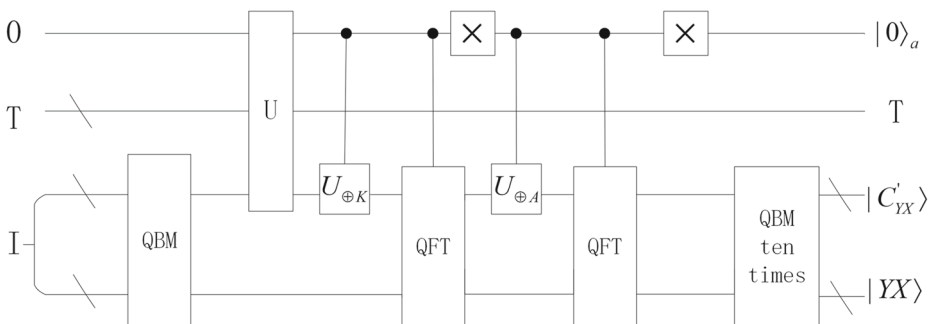 0
|0⟩a
T
U
T
U⊕K
U⊕A
|C'YX⟩
I
QBM
QFT
QFT
QBM
ten
times
|YX⟩